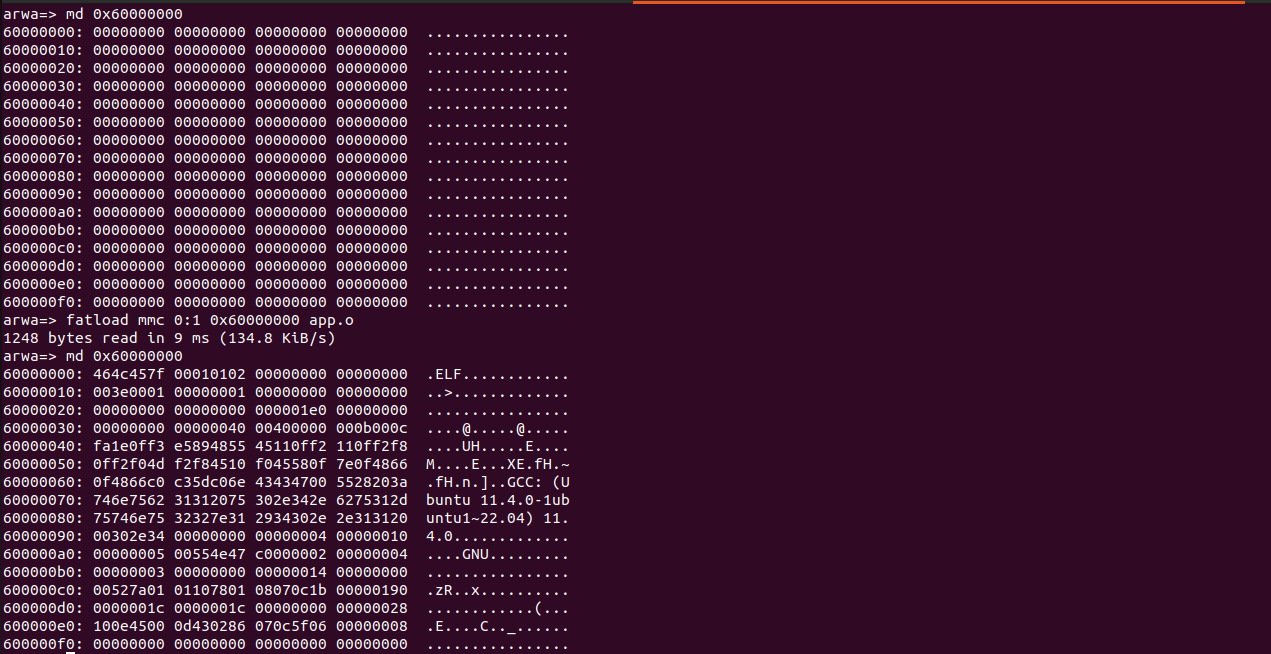 arwa=> md 0x60000000
60000000: 00000000 00000000 00000000 00000000  ................
60000010: 00000000 00000000 00000000 00000000  ................
60000020: 00000000 00000000 00000000 00000000  ................
60000030: 00000000 00000000 00000000 00000000  ................
60000040: 00000000 00000000 00000000 00000000  ................
60000050: 00000000 00000000 00000000 00000000  ................
60000060: 00000000 00000000 00000000 00000000  ................
60000070: 00000000 00000000 00000000 00000000  ................
60000080: 00000000 00000000 00000000 00000000  ................
60000090: 00000000 00000000 00000000 00000000  ................
600000a0: 00000000 00000000 00000000 00000000  ................
600000b0: 00000000 00000000 00000000 00000000  ................
600000c0: 00000000 00000000 00000000 00000000  ................
600000d0: 00000000 00000000 00000000 00000000  ................
600000e0: 00000000 00000000 00000000 00000000  ................
600000f0: 00000000 00000000 00000000 00000000  ................
arwa=> fatload mmc 0:1 0x60000000 app.o
1248 bytes read in 9 ms (134.8 KiB/s)
arwa=> md 0x60000000
60000000: 464c457f 00010102 00000000 00000000  .ELF............
60000010: 003e0001 00000001 00000000 00000000  ..>.............
60000020: 00000000 00000000 000001e0 00000000  ................
60000030: 00000000 00000040 00400000 000b000c  ....@.....@.....
60000040: fa1e0ff3 e5894855 45110ff2 110ff2f8  ....UH.....E....
60000050: 0ff2f04d f2f84510 f045580f 7e0f4866  M....E...XE.fH.~
60000060: 0f4866c0 c35dc06e 43434700 5528203a  .fH.n.]..GCC: (U
60000070: 746e7562 31312075 302e342e 6275312d  buntu 11.4.0-1ub
60000080: 75746e75 32327e31 2934302e 2e313120  untu1~22.04) 11.
60000090: 00302e34 00000000 00000004 00000010  4.0.............
600000a0: 00000005 00554e47 c0000002 00000004  ....GNU.........
600000b0: 00000003 00000000 00000014 00000000  ................
600000c0: 00527a01 01107801 08070c1b 00000190  .zR..x..........
600000d0: 0000001c 0000001c 00000000 00000028  ............(...
600000e0: 100e4500 0d430286 070c5f06 00000008  .E....C.._......
600000f0: 00000000 00000000 00000000 00000000  ................